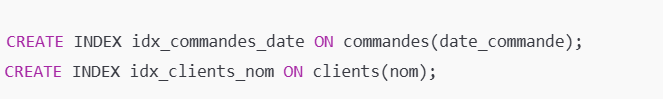 CREATE INDEX idx_commandes_date ON commandes(date_commande);
CREATE INDEX idx_clients_nom ON clients(nom);